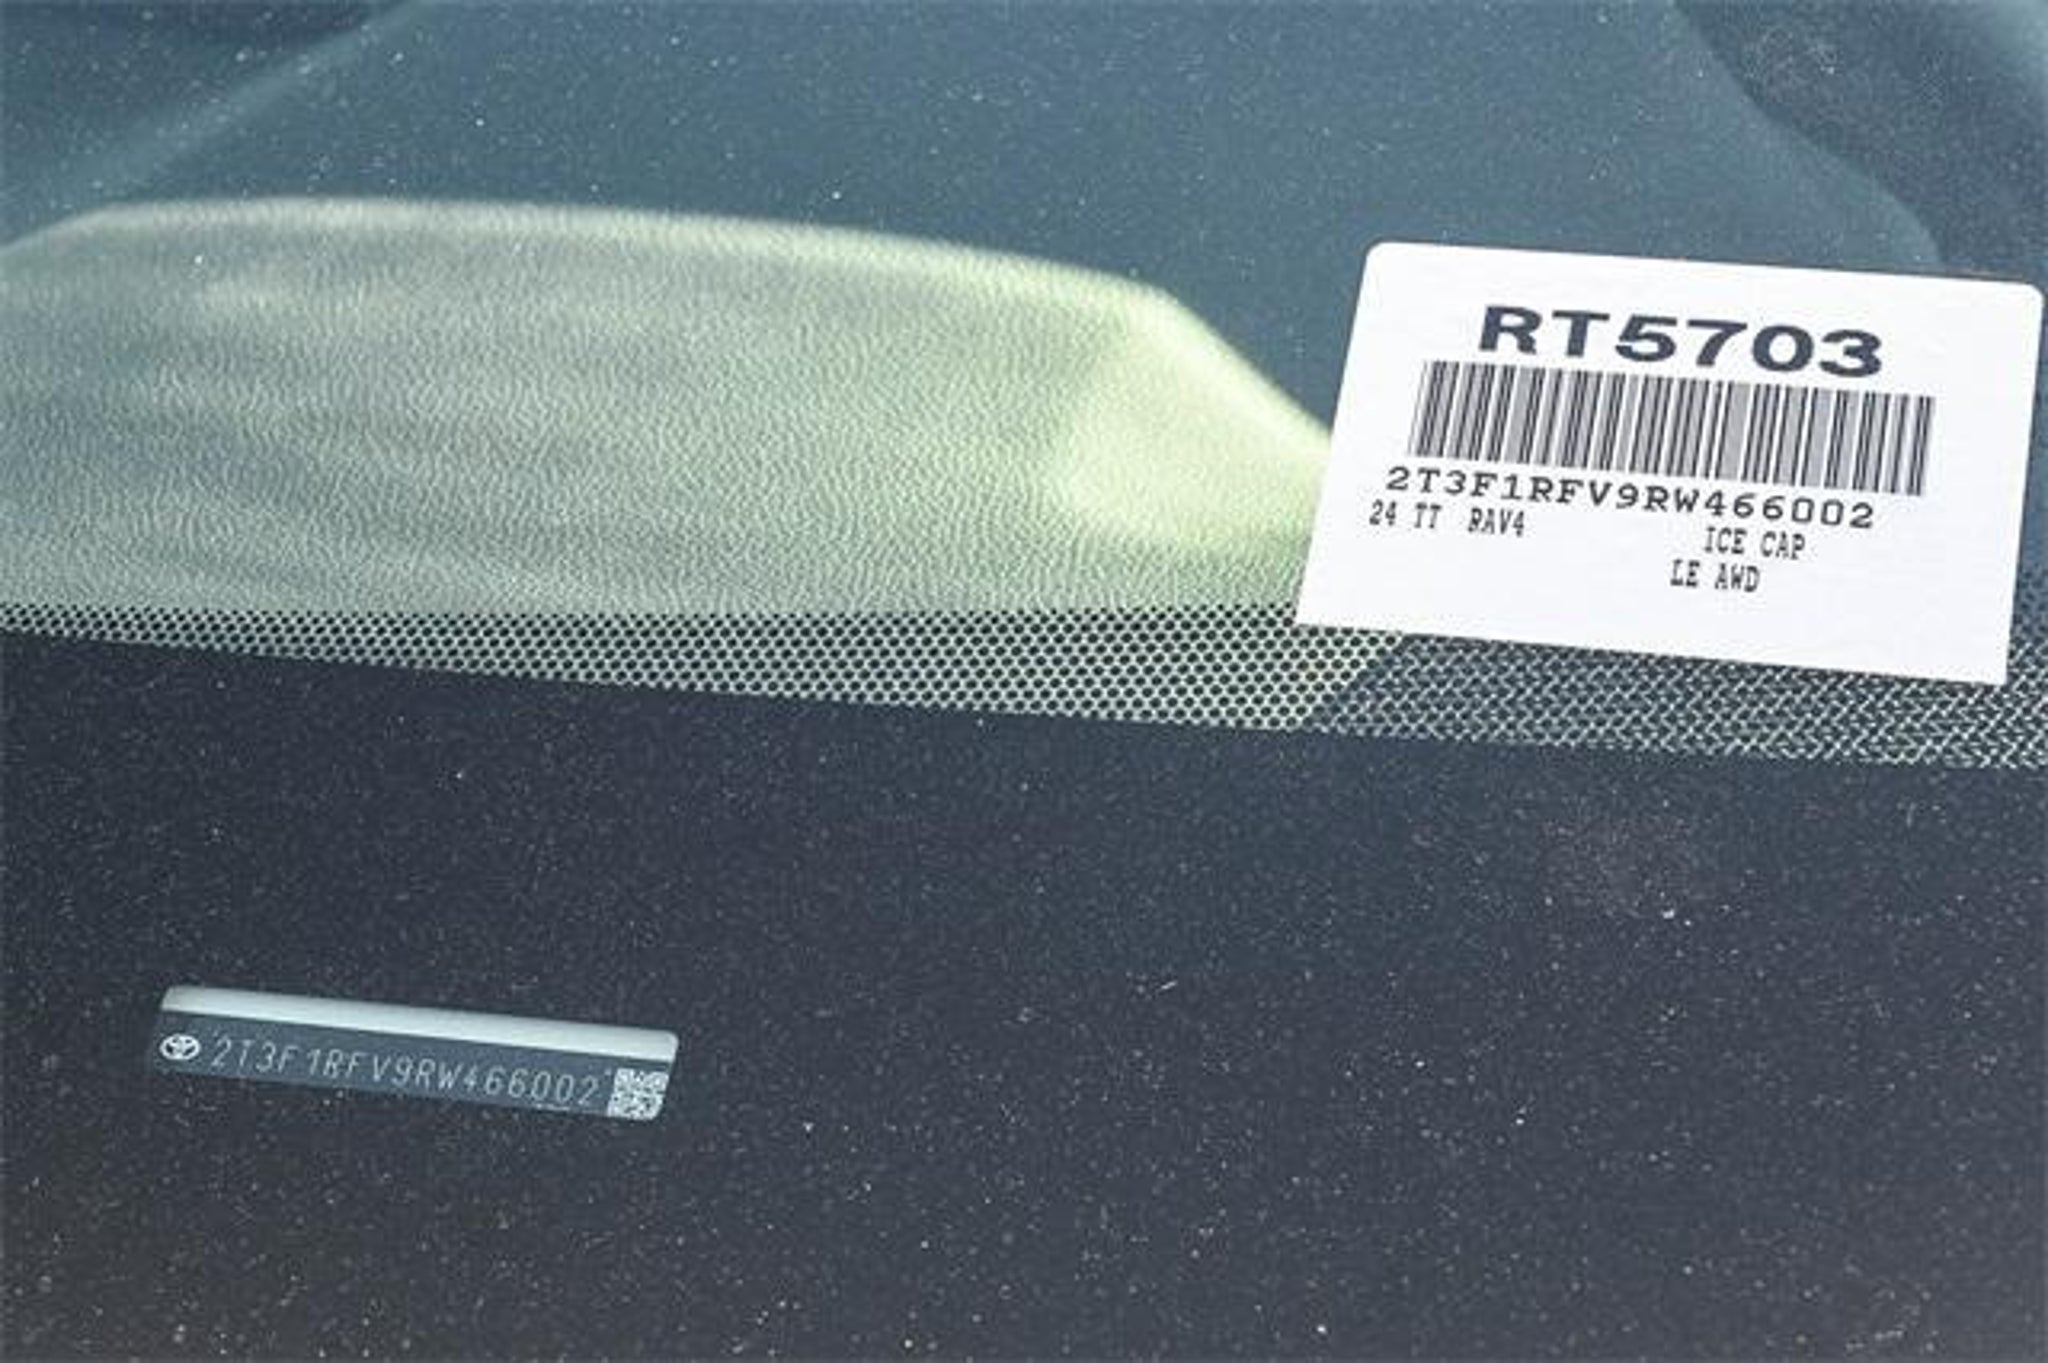 RT5703
2T3F1RFV9RW466002
24 TT RAV4 ICE CAP
LE AWD
2T3F1RFV9RW466002